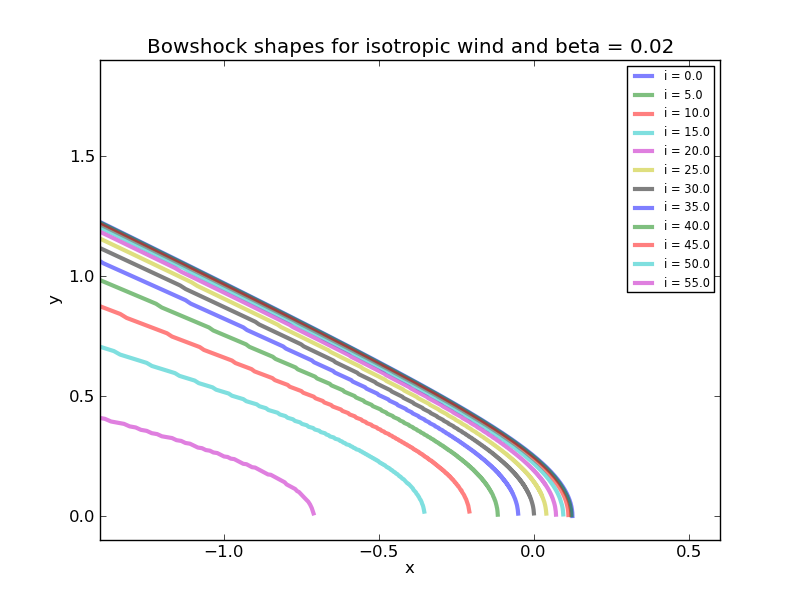 Bowshock shapes for isotropic wind and beta = 0.02
i = 0.0
i = 5.0
i = 10.0
i = 15.0
i = 20.0
i = 25.0
i = 30.0
i = 35.0
i = 40.0
i = 45.0
i = 50.0
i = 55.0
1.5
1.0
0.5
0.0
y
−1.0 −0.5 0.0 0.5
x